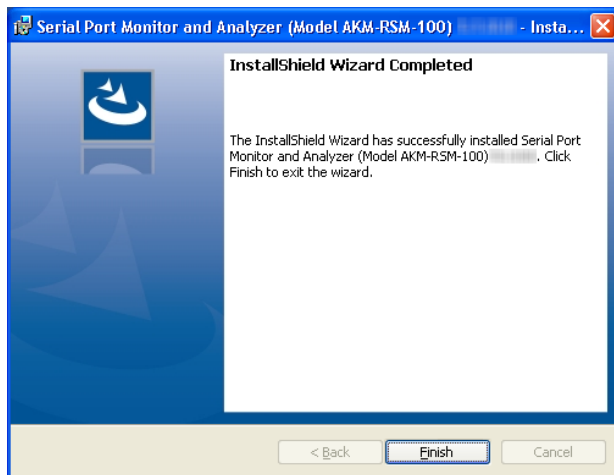 Serial Port Monitor and Analyzer (Model AKM-RSM-100) - Insta...
InstallShield Wizard Completed
The InstallShield Wizard has successfully installed Serial Port
Monitor and Analyzer (Model AKM-RSM-100) . Click
Finish to exit the wizard.
< Back Finish Cancel